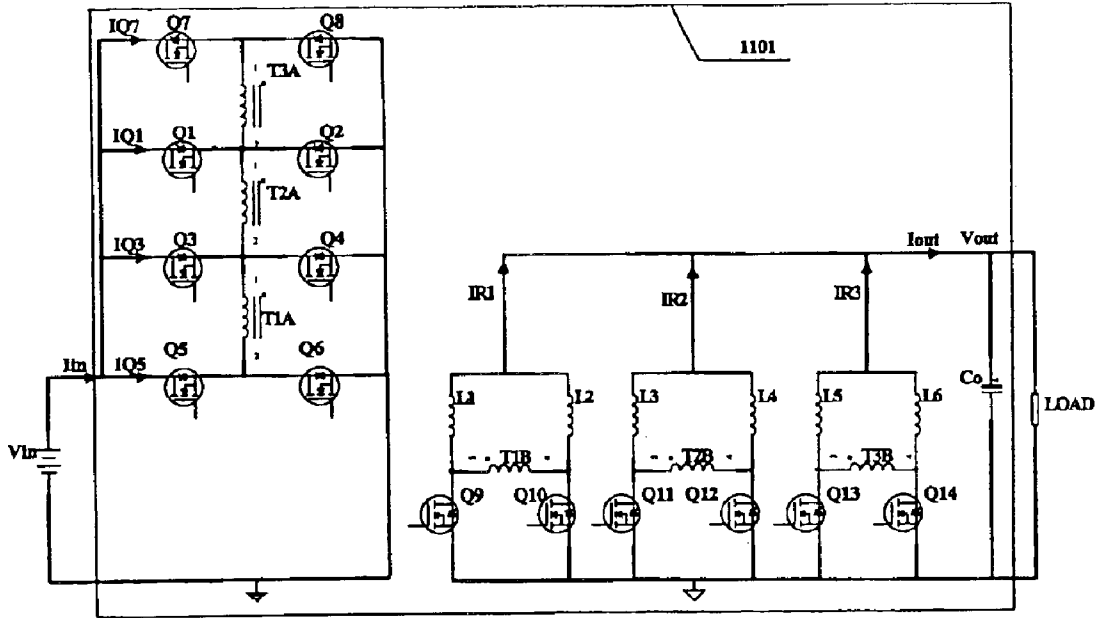 IQ7 Q7 Q8
1101
T3A
IQ1 Q1 Q2
T2A
IQ3 Q3 Q4
Iout Vout
IR1 IR2 IR3
T1A
Iin IQ5 Q5 Q6
L1 L2 L3 L4 L5 L6 Co LOAD
Vin
T1B T2B T3B
Q9 Q10 Q11 Q12 Q13 Q14